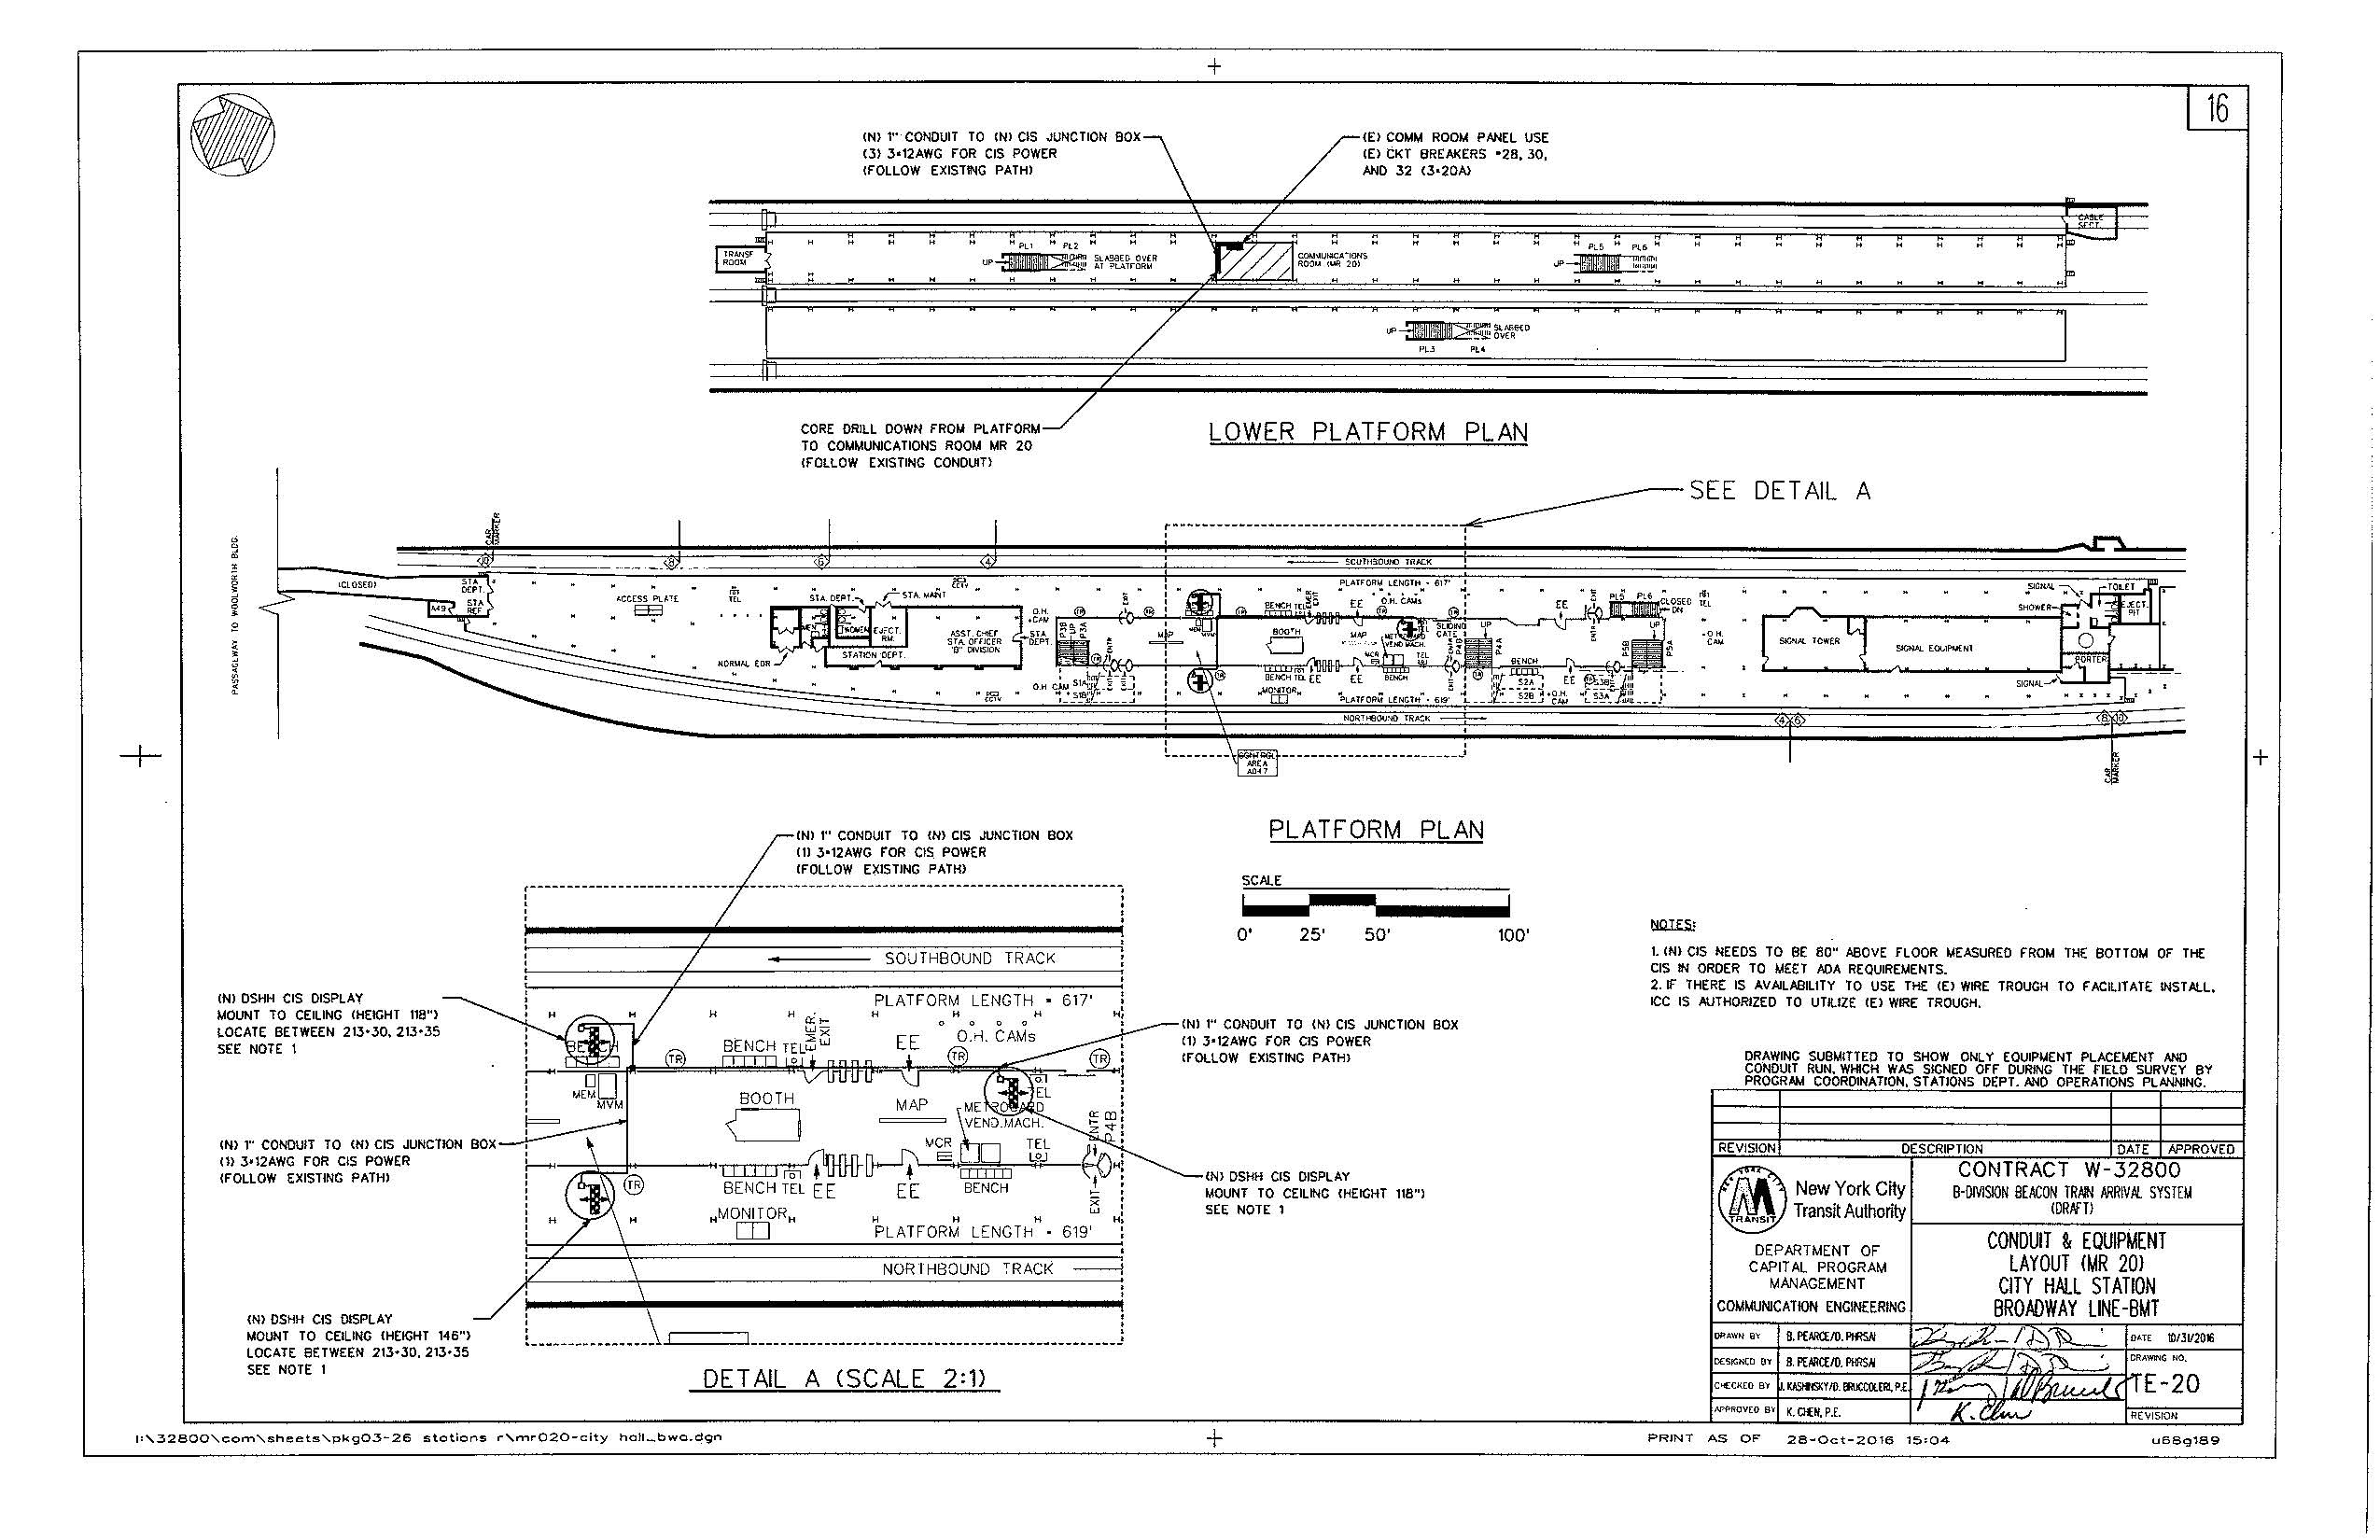 16
(N) 1" CONDUIT TO (N) CIS JUNCTION BOX
(3) 3*12AWG FOR CIS POWER
(FOLLOW EXISTING PATH)
(E) COMM ROOM PANEL USE
(E) CKT BREAKERS *28, 30,
AND 32 (3*20A)
CABLE
SECT.
TRANSF
ROOM
UP
PL1
PL2
SLABBED OVER
AT PLATFORM
COMMUNICATIONS
ROOM (MR 20)
UP
PL5
PL6
UP
SLABBED
OVER
PL3
PL4
CORE DRILL DOWN FROM PLATFORM
TO COMMUNICATIONS ROOM MR 20
(FOLLOW EXISTING CONDUIT)
LOWER PLATFORM PLAN
SEE DETAIL A
PASSAGEWAY TO WOOLWORTH BLDG.
CAR
MARKER
10
8
6
4
SOUTHBOUND TRACK
PLATFORM LENGTH - 617'
(CLOSED)
STA.
DEPT.
A49
STA
REF
ACCESS PLATE
TEL
STA. DEPT.
STA. MAINT
CCTV
WOMEN
EJECT.
RM.
STATION DEPT.
NORMAL EDR
ASST. CHIEF
STA. OFFICER
"B" DIVISION
STA.
DEPT.
O.H.
CAM
P3B
UP
P3A
MAP
BENCH TEL
BOOTH
MAP
EE
O.H. CAMs
SLIDING
GATE
UP
P4B
P4A
EE
PL5 PL6
CLOSED
DN
TEL
O.H.
CAM
P5B
P5A
BENCH
EE
S1A
S1B
O.H. CAM
CCTV
BENCH TEL EE
EE
BENCH
MONITOR
PLATFORM LENGTH - 619'
NORTHBOUND TRACK
S2A
S2B
O.H.
CAM
S3B
S3A
SIGNAL TOWER
SIGNAL EQUIPMENT
SIGNAL
TOILET
SHOWER
EJECT.
PIT
PORTER
SIGNAL
4
6
8
10
CAR
MARKER
CONTROL
AREA
A047
PLATFORM PLAN
SCALE
0' 25' 50' 100'
(N) 1" CONDUIT TO (N) CIS JUNCTION BOX
(1) 3*12AWG FOR CIS POWER
(FOLLOW EXISTING PATH)
SOUTHBOUND TRACK
PLATFORM LENGTH - 617'
(N) DSHH CIS DISPLAY
MOUNT TO CEILING (HEIGHT 118")
LOCATE BETWEEN 213+30, 213+35
SEE NOTE 1
BENCH
TR
BENCH
TEL
EMER.
EXIT
EE
O.H. CAMs
TR
TR
MEM
MVM
BOOTH
MAP
METROCARD
VEND.MACH.
TEL
MCR
TEL
ENTR
P4B
EXIT
TR
BENCH TEL EE
EE
BENCH
MONITOR
PLATFORM LENGTH - 619'
NORTHBOUND TRACK
(N) 1" CONDUIT TO (N) CIS JUNCTION BOX
(1) 3*12AWG FOR CIS POWER
(FOLLOW EXISTING PATH)
(N) DSHH CIS DISPLAY
MOUNT TO CEILING (HEIGHT 146")
LOCATE BETWEEN 213+30, 213+35
SEE NOTE 1
(N) 1" CONDUIT TO (N) CIS JUNCTION BOX
(1) 3*12AWG FOR CIS POWER
(FOLLOW EXISTING PATH)
(N) DSHH CIS DISPLAY
MOUNT TO CEILING (HEIGHT 118")
SEE NOTE 1
DETAIL A (SCALE 2:1)
NOTES:
1. (N) CIS NEEDS TO BE 80" ABOVE FLOOR MEASURED FROM THE BOTTOM OF THE
CIS IN ORDER TO MEET ADA REQUIREMENTS.
2. IF THERE IS AVAILABILITY TO USE THE (E) WIRE TROUGH TO FACILITATE INSTALL.
ICC IS AUTHORIZED TO UTILIZE (E) WIRE TROUGH.
DRAWING SUBMITTED TO SHOW ONLY EQUIPMENT PLACEMENT AND
CONDUIT RUN, WHICH WAS SIGNED OFF DURING THE FIELD SURVEY BY
PROGRAM COORDINATION, STATIONS DEPT. AND OPERATIONS PLANNING.
REVISION DESCRIPTION DATE APPROVED
NEW YORK CITY
TRANSIT
New York City
Transit Authority
DEPARTMENT OF
CAPITAL PROGRAM
MANAGEMENT
COMMUNICATION ENGINEERING
CONTRACT W-32800
B-DIVISION BEACON TRAIN ARRIVAL SYSTEM
(DRAFT)
CONDUIT & EQUIPMENT
LAYOUT (MR 20)
CITY HALL STATION
BROADWAY LINE-BMT
DRAWN BY B. PEARCE/D. PHRSAI
DATE 10/31/2016
DESIGNED BY B. PEARCE/D. PHRSAI
DRAWING NO.
CHECKED BY J. KASHINSKY/D. BRUCCOLERI, P.E.
TE-20
APPROVED BY K. CHEN, P.E.
K. Chen
REVISION
I:\32800\com\sheets\pkg03-26 stations r\mr020-city hall_bwa.dgn
PRINT AS OF 28-Oct-2016 15:04
u68g189